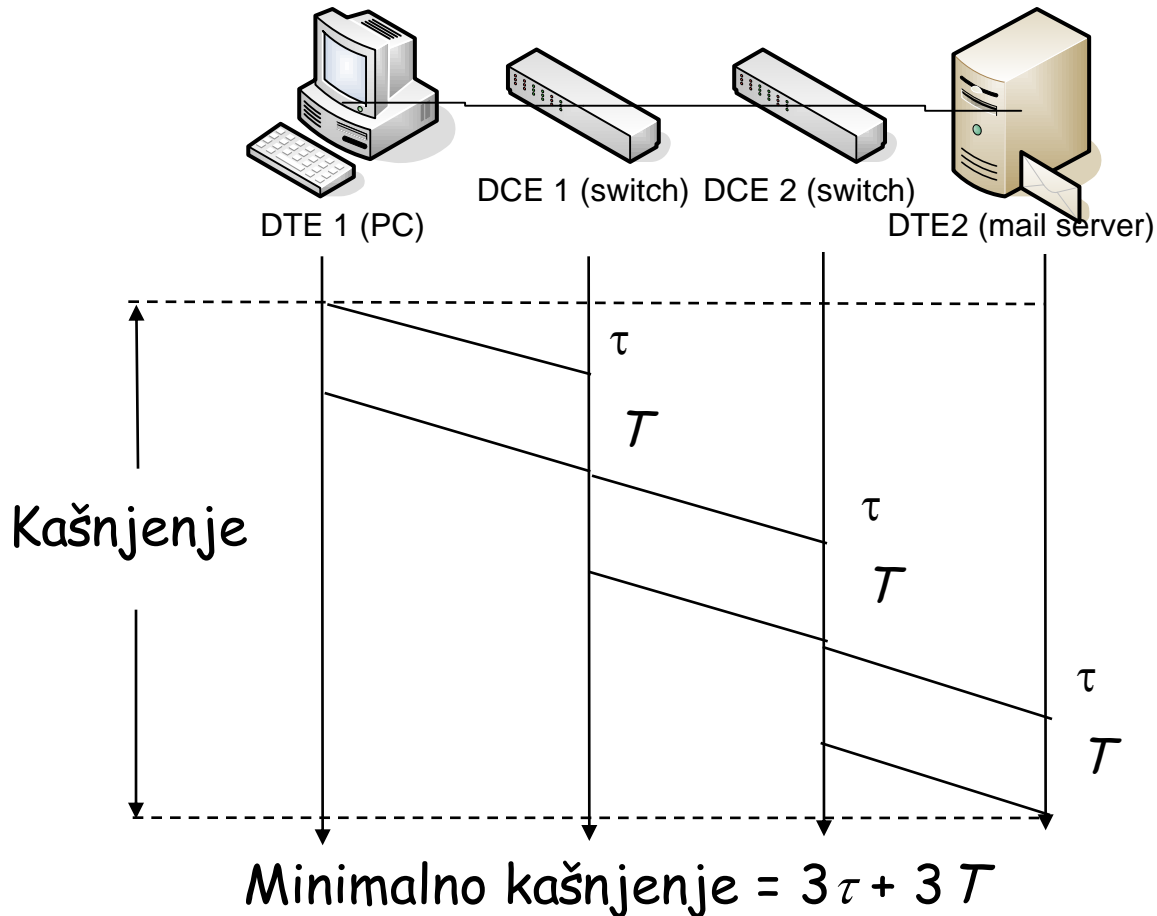 DTE 1 (PC)
DCE 1 (switch)
DCE 2 (switch)
DTE2 (mail server)
τ
T
τ
T
Kašnjenje
τ
T
Minimalno kašnjenje = 3τ + 3T